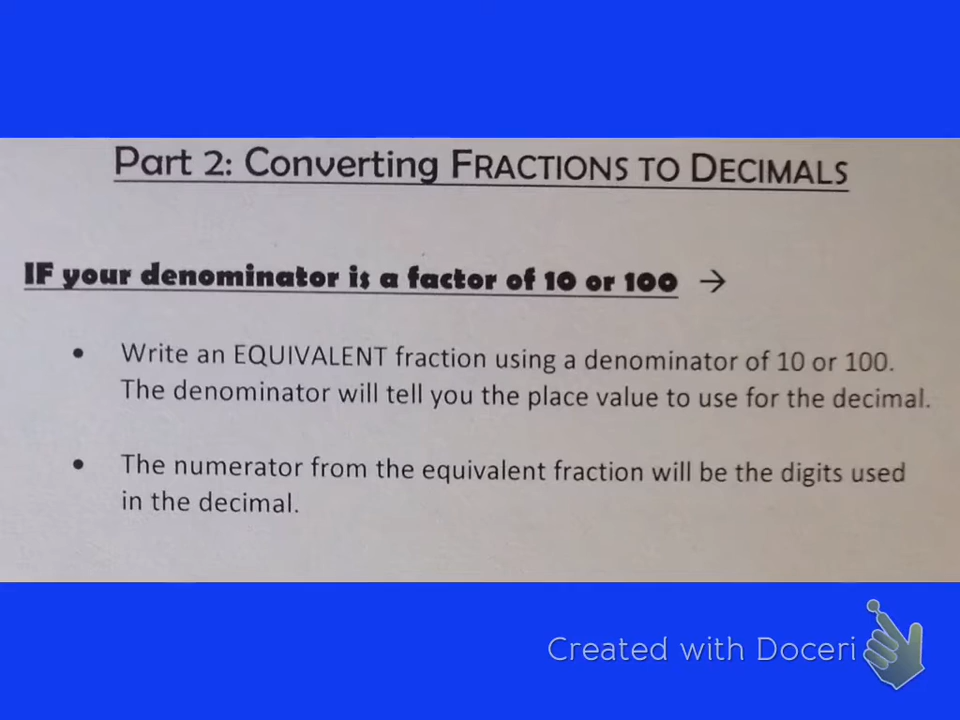 Part 2: Converting FRACTIONS TO DECIMALS
IF your denominator is a factor of 10 or 100 →
• Write an EQUIVALENT fraction using a denominator of 10 or 100.
The denominator will tell you the place value to use for the decimal.
• The numerator from the equivalent fraction will be the digits used
in the decimal.
Created with Doceri